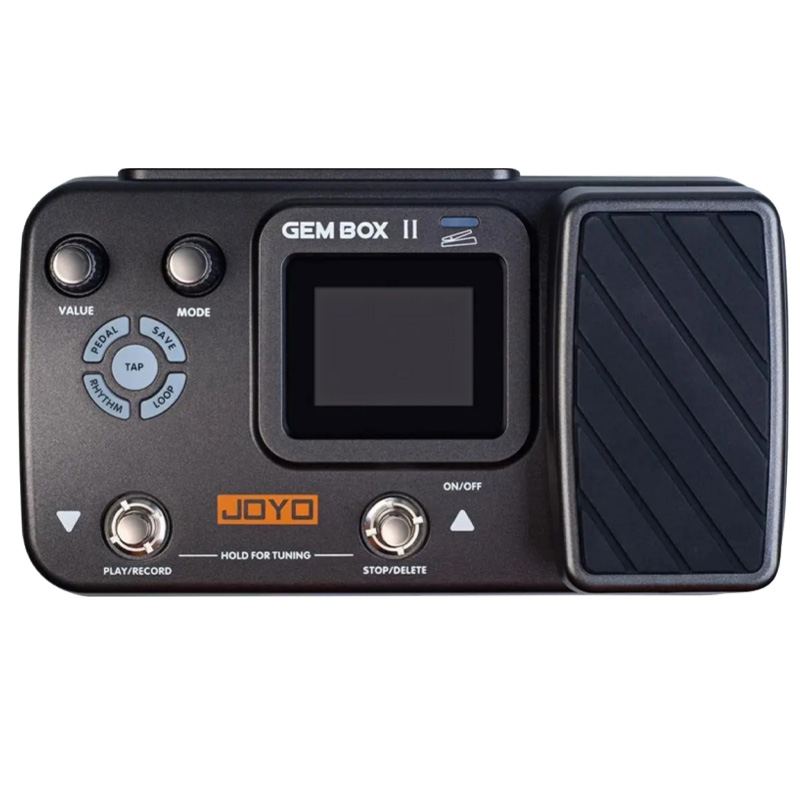 GEM BOX II
VALUE
MODE
PEDAL
SAVE
TAP
RHYTHM
LOOP
ON/OFF
JOYO
HOLD FOR TUNING
PLAY/RECORD
STOP/DELETE